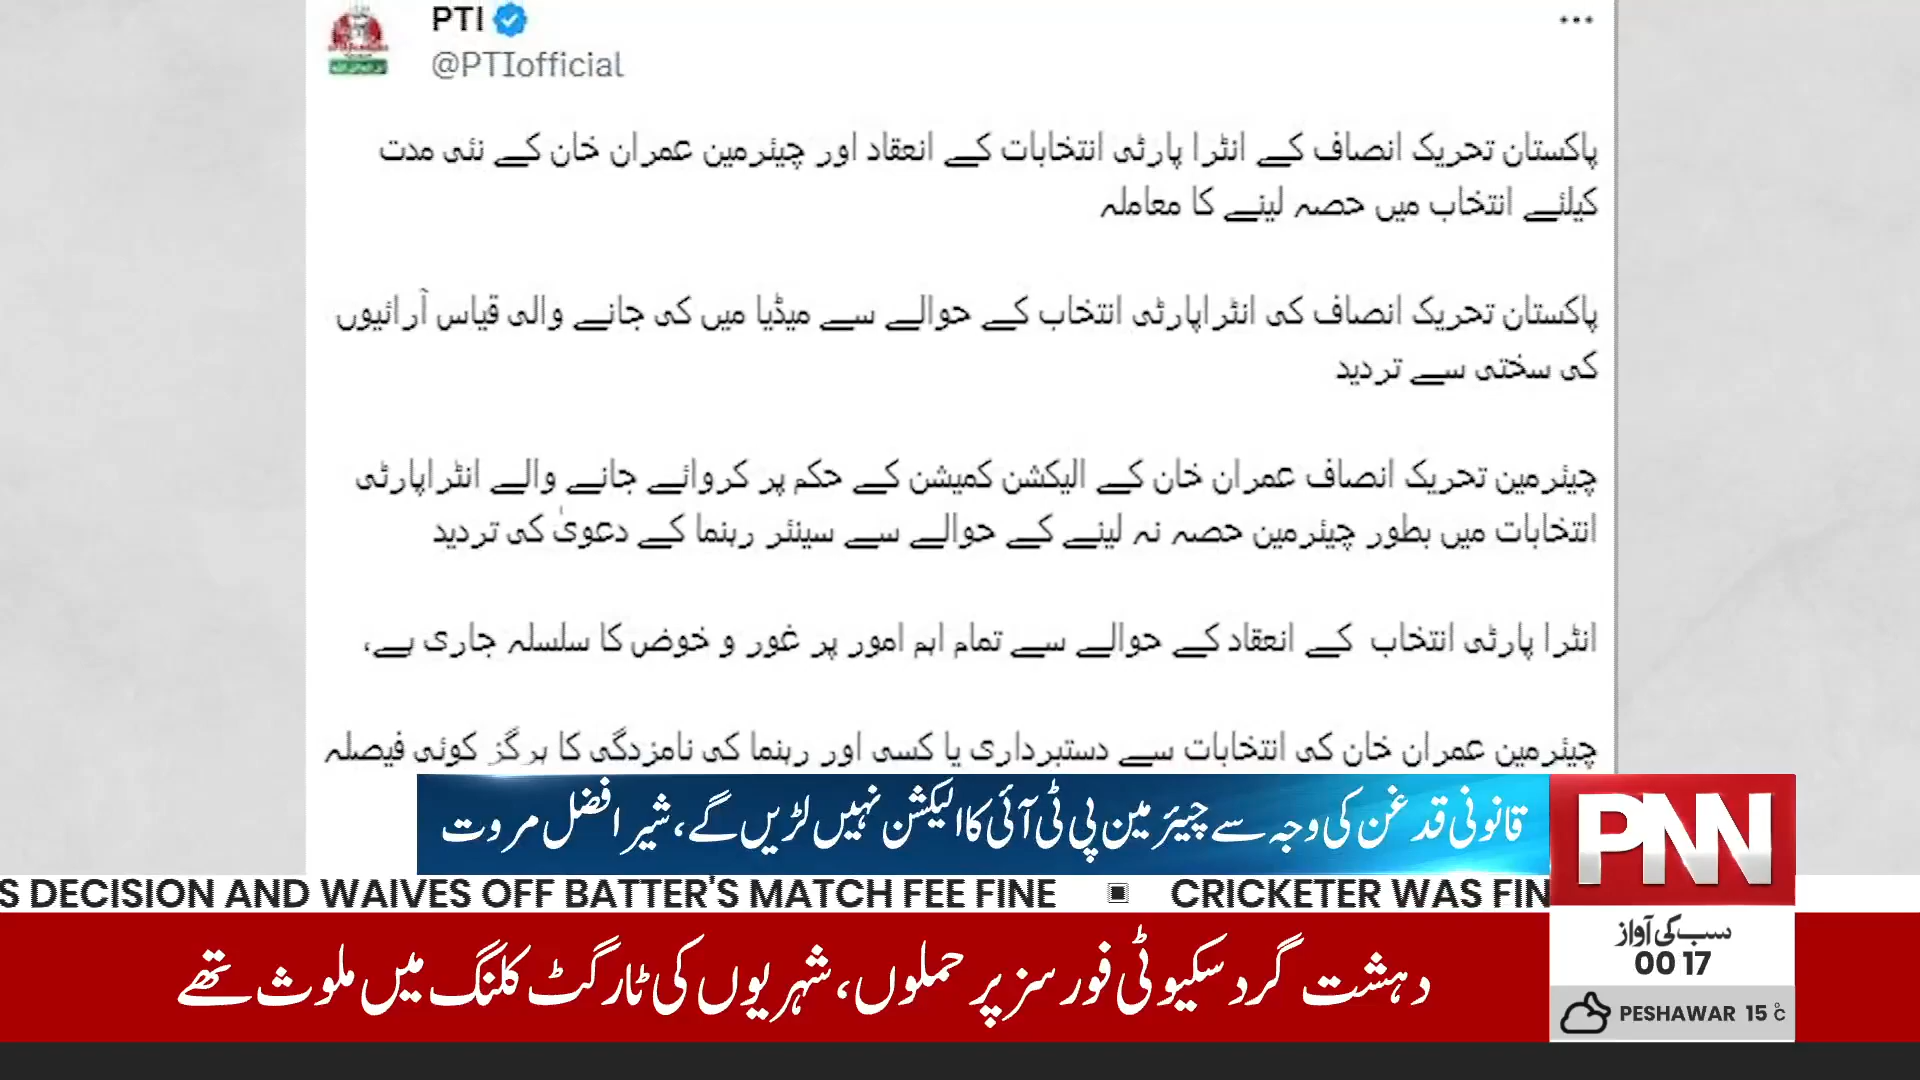 PTI
@PTIofficial
پاکستان تحریک انصاف کے انٹرا پارٹی انتخابات کے انعقاد اور چیئرمین عمران خان کے نئی مدت
کیلئے انتخاب میں حصہ لینے کا معاملہ
پاکستان تحریک انصاف کی انٹراپارٹی انتخاب کے حوالے سے میڈیا میں کی جانے والی قیاس آرائیوں
کی سختی سے تردید
چیئرمین تحریک انصاف عمران خان کے الیکشن کمیشن کے حکم پر کروائے جانے والے انٹراپارٹی
انتخابات میں بطور چیئرمین حصہ نہ لینے کے حوالے سے سینئر رہنما کے دعویٰ کی تردید
انٹرا پارٹی انتخاب کے انعقاد کے حوالے سے تمام اہم امور پر غور و خوض کا سلسلہ جاری ہے،
چیئرمین عمران خان کی انتخابات سے دستبرداری یا کسی اور رہنما کی نامزدگی کا ہرگز کوئی فیصلہ
قانونی قدغن کی وجہ سے چیئرمین پی ٹی آئی کا الیکشن نہیں لڑیں گے، شیر افضل مروت
PNN
S DECISION AND WAIVES OFF BATTER'S MATCH FEE FINE ▣ CRICKETER WAS FIN
سب کی آواز
00 17
دہشت گرد سکیوٹی فورسز پر حملوں، شہریوں کی ٹارگٹ کلنگ میں ملوث تھے
PESHAWAR 15 °C